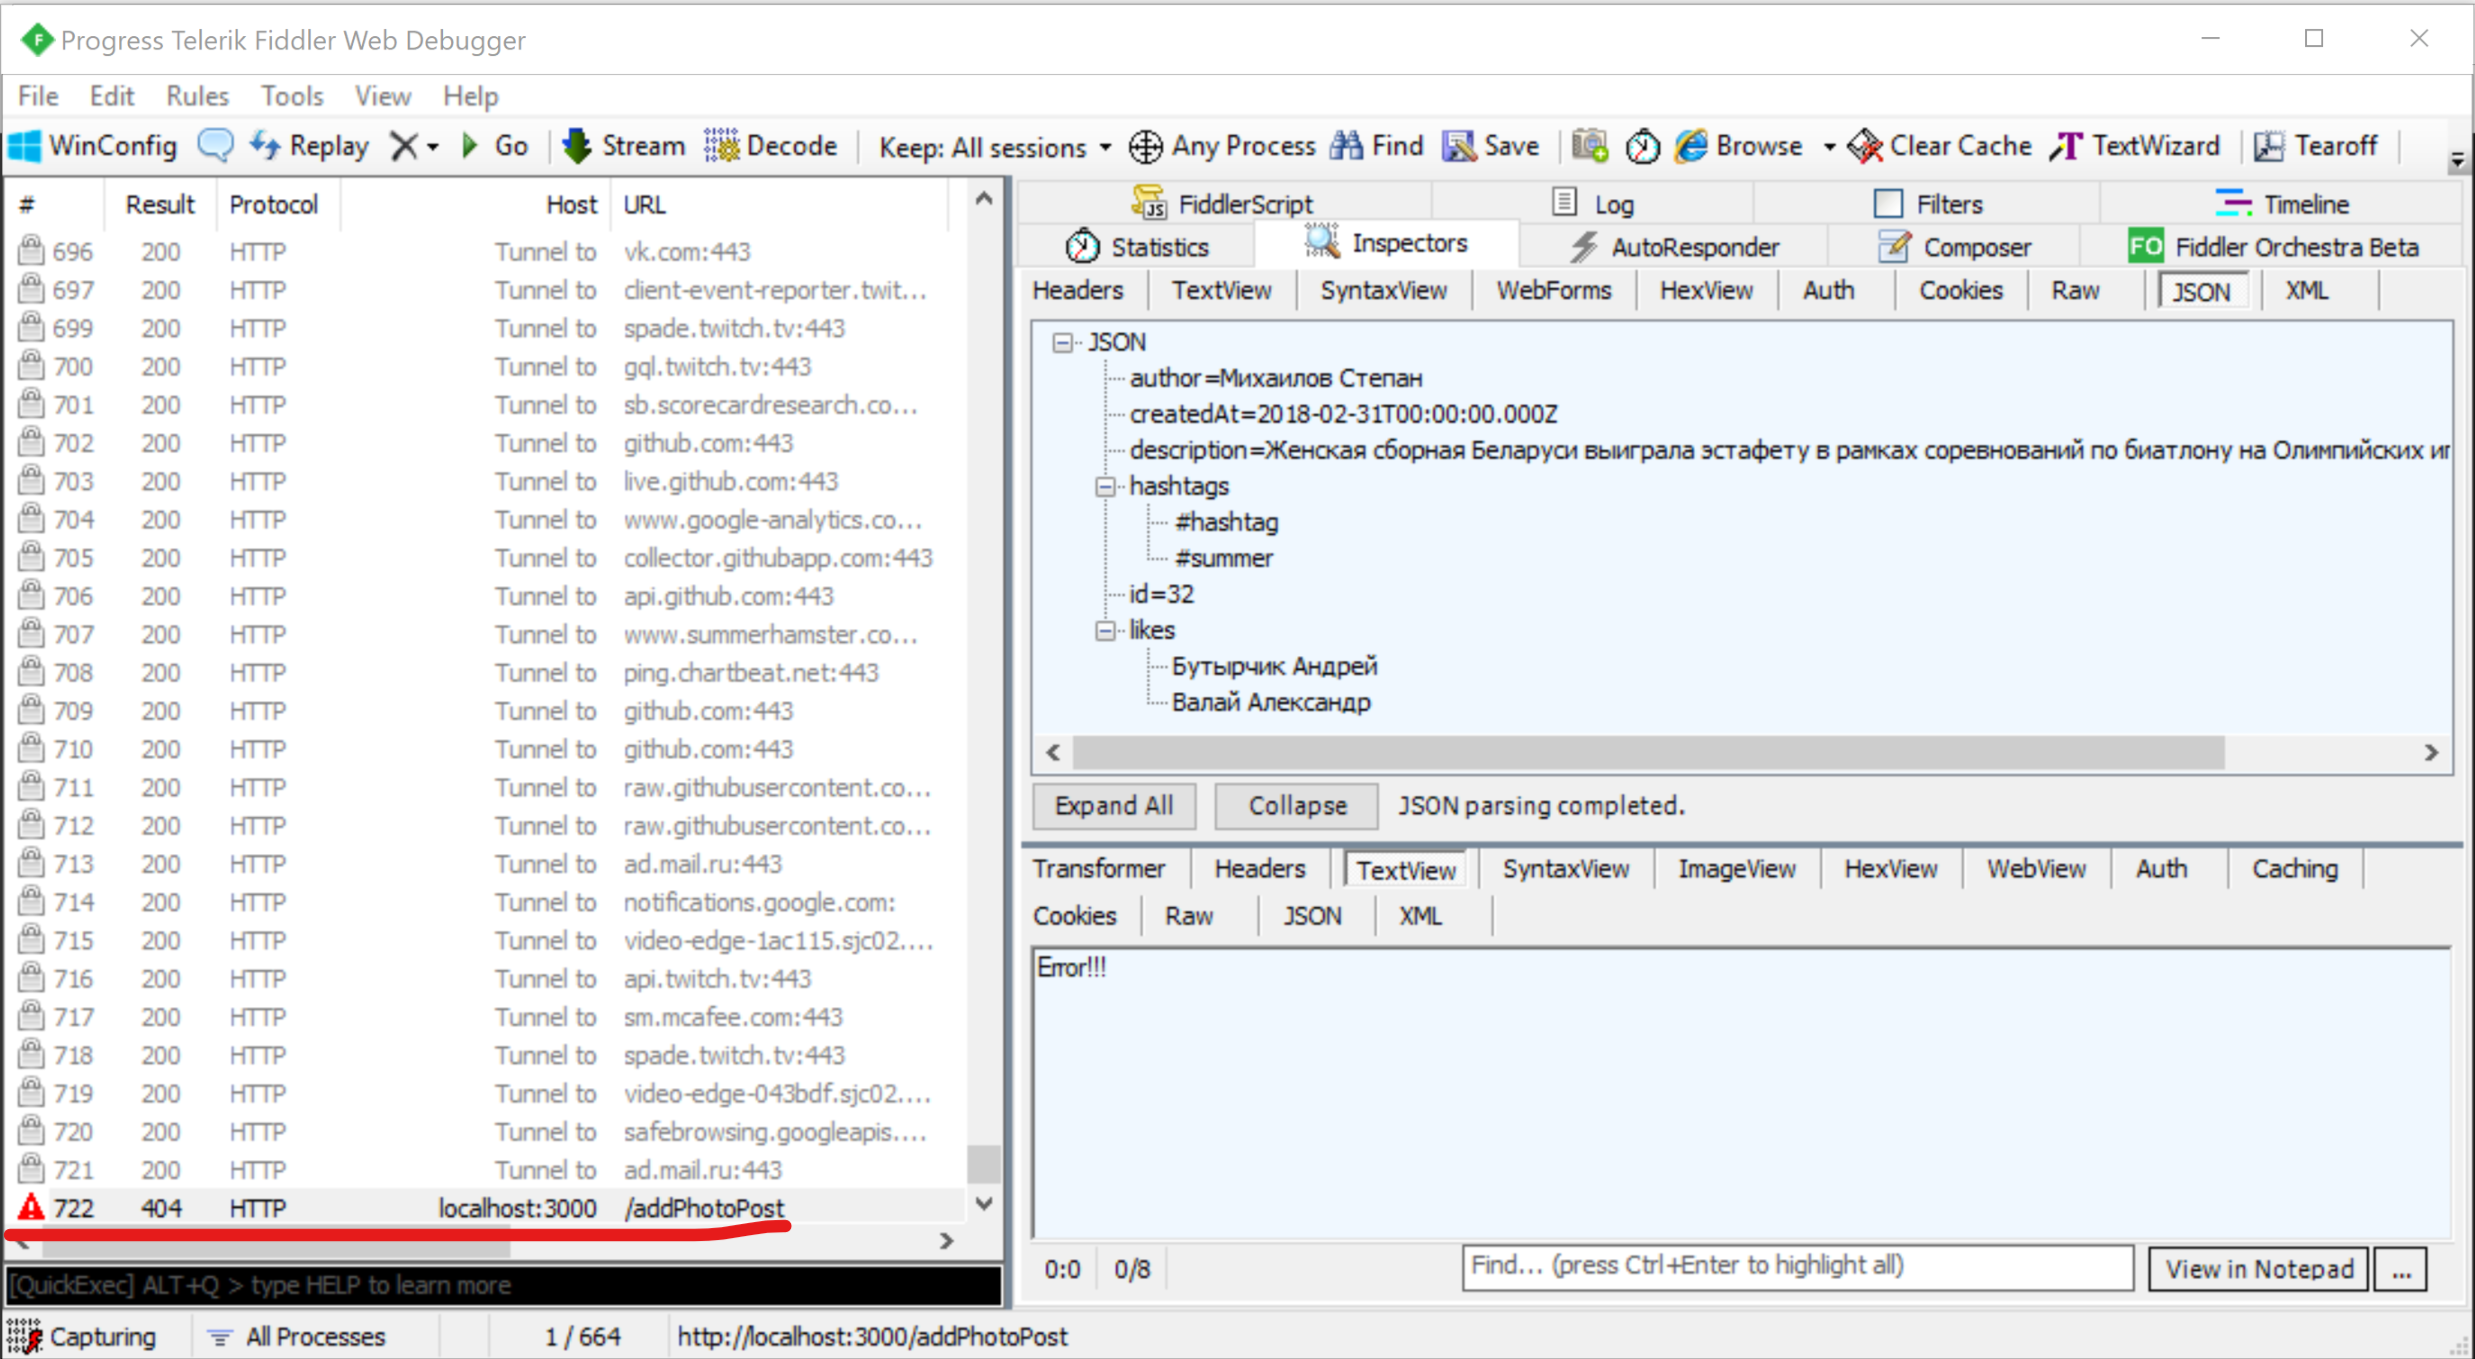 Progress Telerik Fiddler Web Debugger
File Edit Rules Tools View Help
WinConfig Replay Go Stream Decode Keep: All sessions Any Process Find Save Browse Clear Cache TextWizard Tearoff
# Result Protocol Host URL
696 200 HTTP Tunnel to vk.com:443
697 200 HTTP Tunnel to client-event-reporter.twit...
699 200 HTTP Tunnel to spade.twitch.tv:443
700 200 HTTP Tunnel to gql.twitch.tv:443
701 200 HTTP Tunnel to sb.scorecardresearch.co...
702 200 HTTP Tunnel to github.com:443
703 200 HTTP Tunnel to live.github.com:443
704 200 HTTP Tunnel to www.google-analytics.co...
705 200 HTTP Tunnel to collector.githubapp.com:443
706 200 HTTP Tunnel to api.github.com:443
707 200 HTTP Tunnel to www.summerhamster.co...
708 200 HTTP Tunnel to ping.chartbeat.net:443
709 200 HTTP Tunnel to github.com:443
710 200 HTTP Tunnel to github.com:443
711 200 HTTP Tunnel to raw.githubusercontent.co...
712 200 HTTP Tunnel to raw.githubusercontent.co...
713 200 HTTP Tunnel to ad.mail.ru:443
714 200 HTTP Tunnel to notifications.google.com:
715 200 HTTP Tunnel to video-edge-1ac115.sjc02....
716 200 HTTP Tunnel to api.twitch.tv:443
717 200 HTTP Tunnel to sm.mcafee.com:443
718 200 HTTP Tunnel to spade.twitch.tv:443
719 200 HTTP Tunnel to video-edge-043bdf.sjc02....
720 200 HTTP Tunnel to safebrowsing.googleapis....
721 200 HTTP Tunnel to ad.mail.ru:443
722 404 HTTP localhost:3000 /addPhotoPost
[QuickExec] ALT+Q > type HELP to learn more
FiddlerScript Log Filters Timeline
Statistics Inspectors AutoResponder Composer FO Fiddler Orchestra Beta
Headers TextView SyntaxView WebForms HexView Auth Cookies Raw JSON XML
JSON
author=Михаилов Степан
createdAt=2018-02-31T00:00:00.000Z
description=Женская сборная Беларуси выиграла эстафету в рамках соревнований по биатлону на Олимпийских иг
hashtags
#hashtag
#summer
id=32
likes
Бутырчик Андрей
Валай Александр
Expand All Collapse JSON parsing completed.
Transformer Headers TextView SyntaxView ImageView HexView WebView Auth Caching
Cookies Raw JSON XML
Error!!!
0:0 0/8 Find... (press Ctrl+Enter to highlight all) View in Notepad ...
Capturing All Processes 1 / 664 http://localhost:3000/addPhotoPost